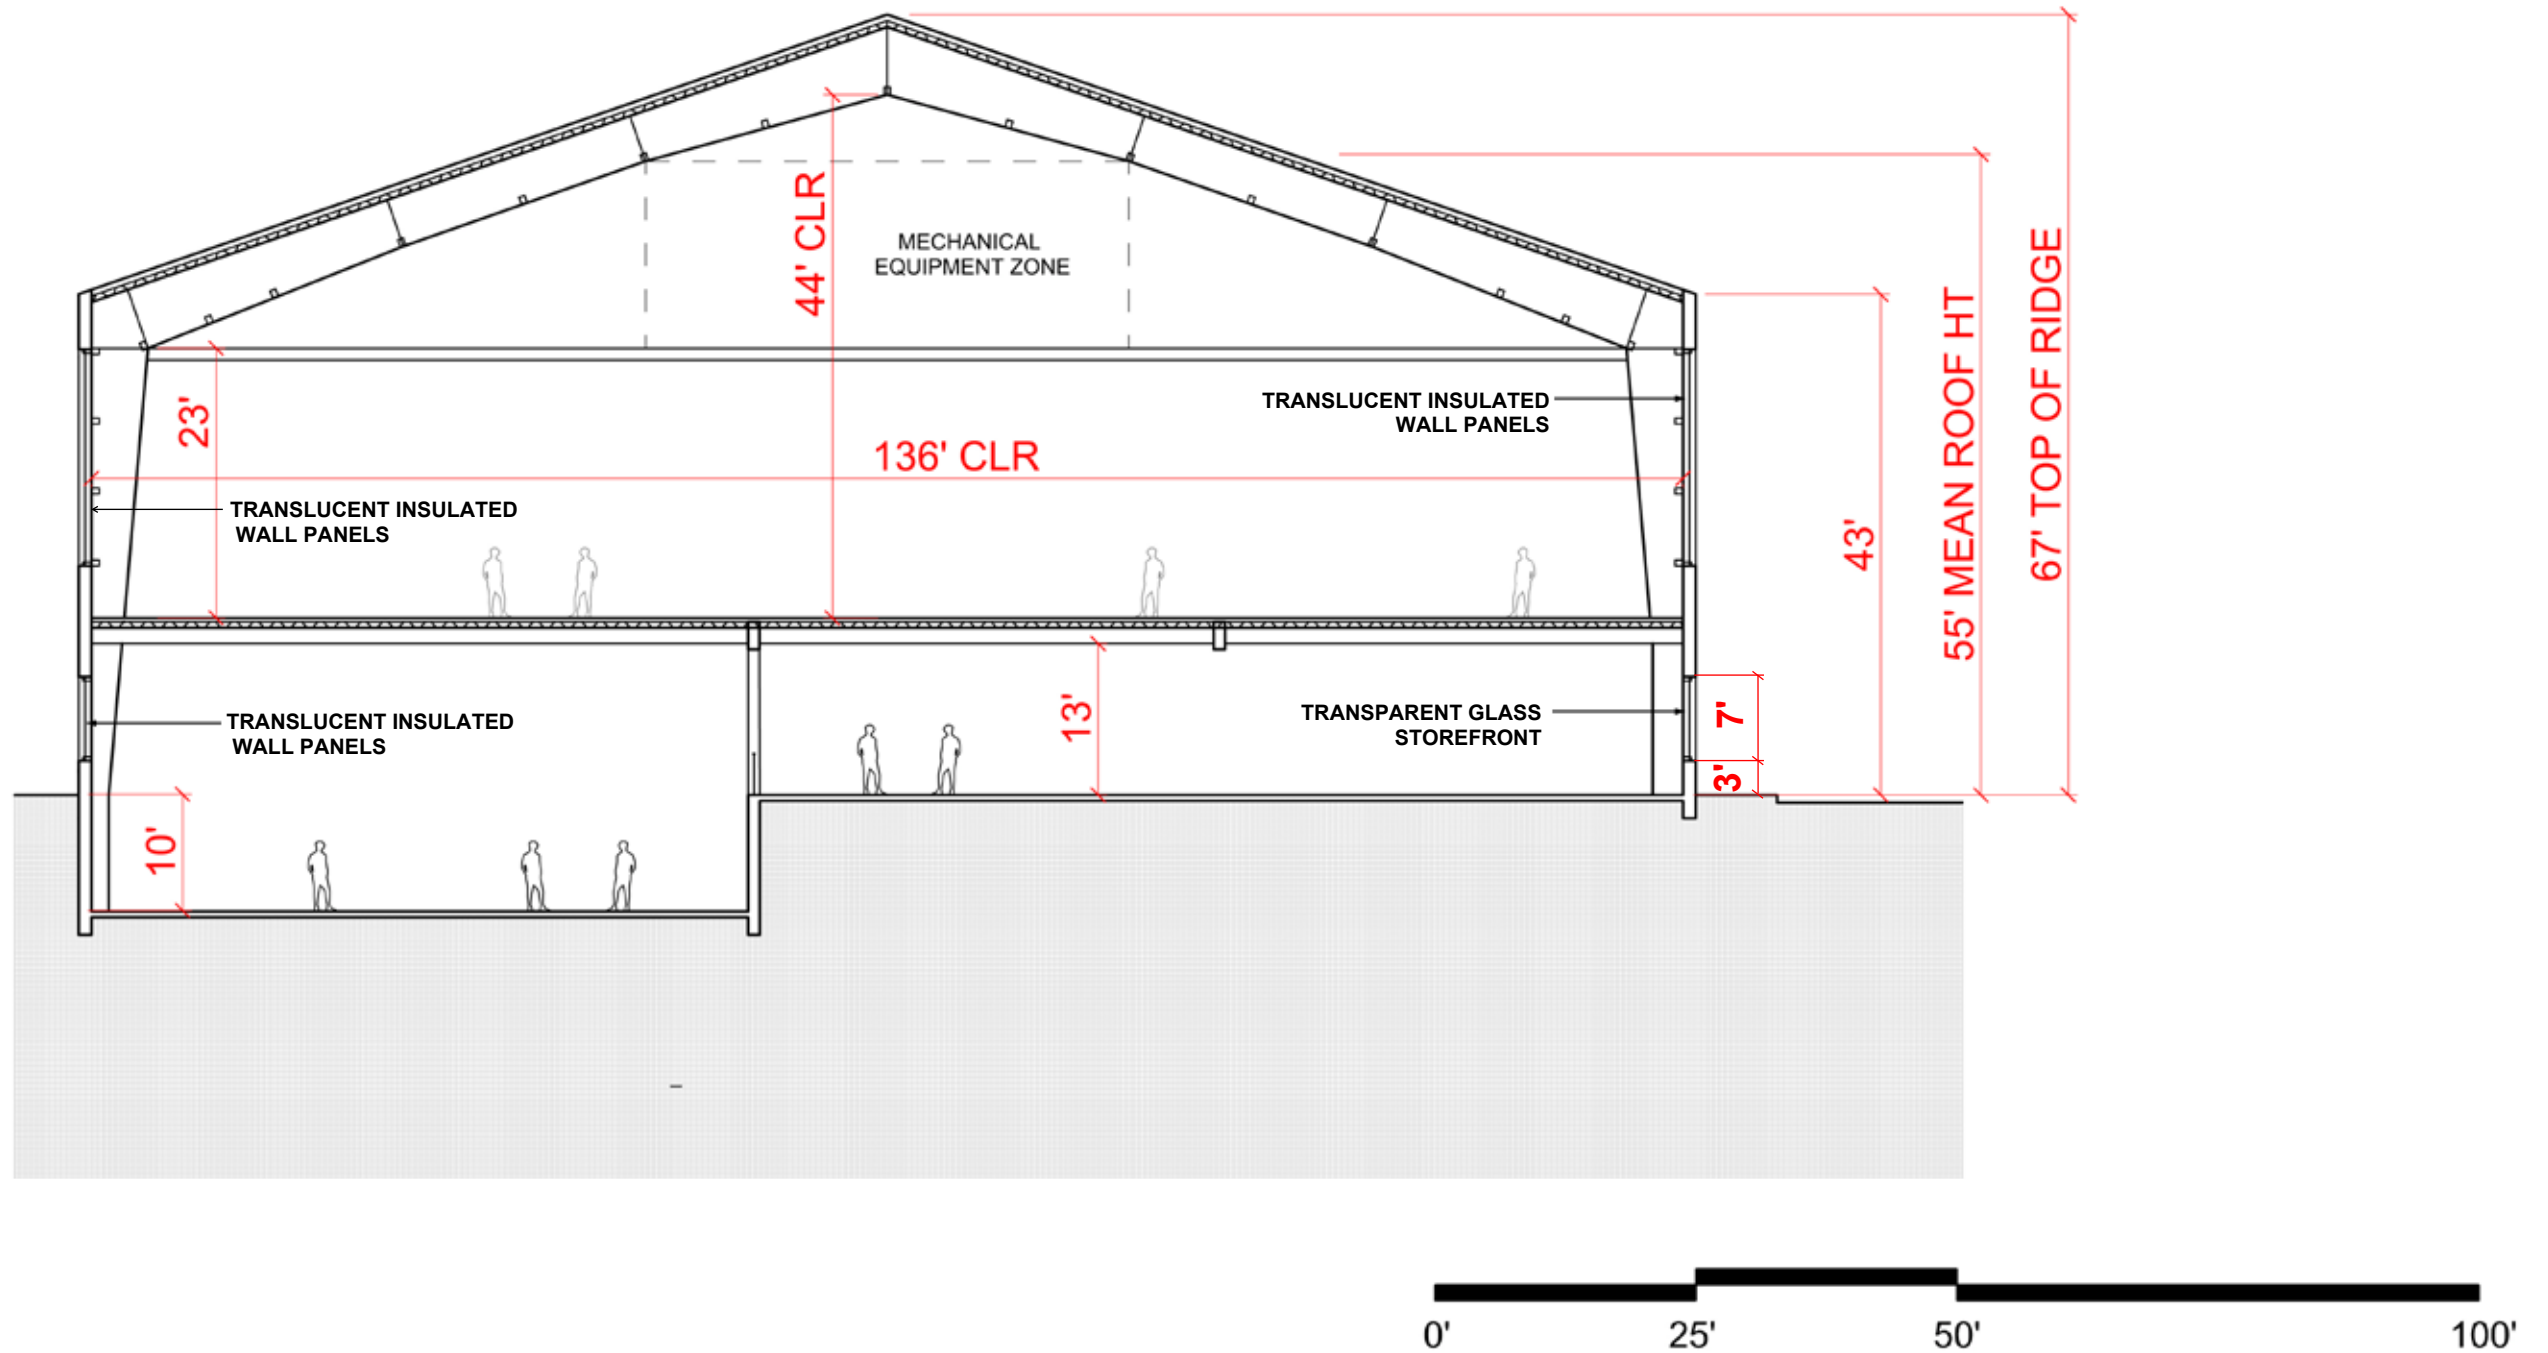 MECHANICAL
EQUIPMENT ZONE
44' CLR
23'
136' CLR
TRANSLUCENT INSULATED
WALL PANELS
TRANSLUCENT INSULATED
WALL PANELS
43'
55' MEAN ROOF HT
67' TOP OF RIDGE
TRANSLUCENT INSULATED
WALL PANELS
13'
TRANSPARENT GLASS
STOREFRONT
7'
3'
10'
0'
25'
50'
100'